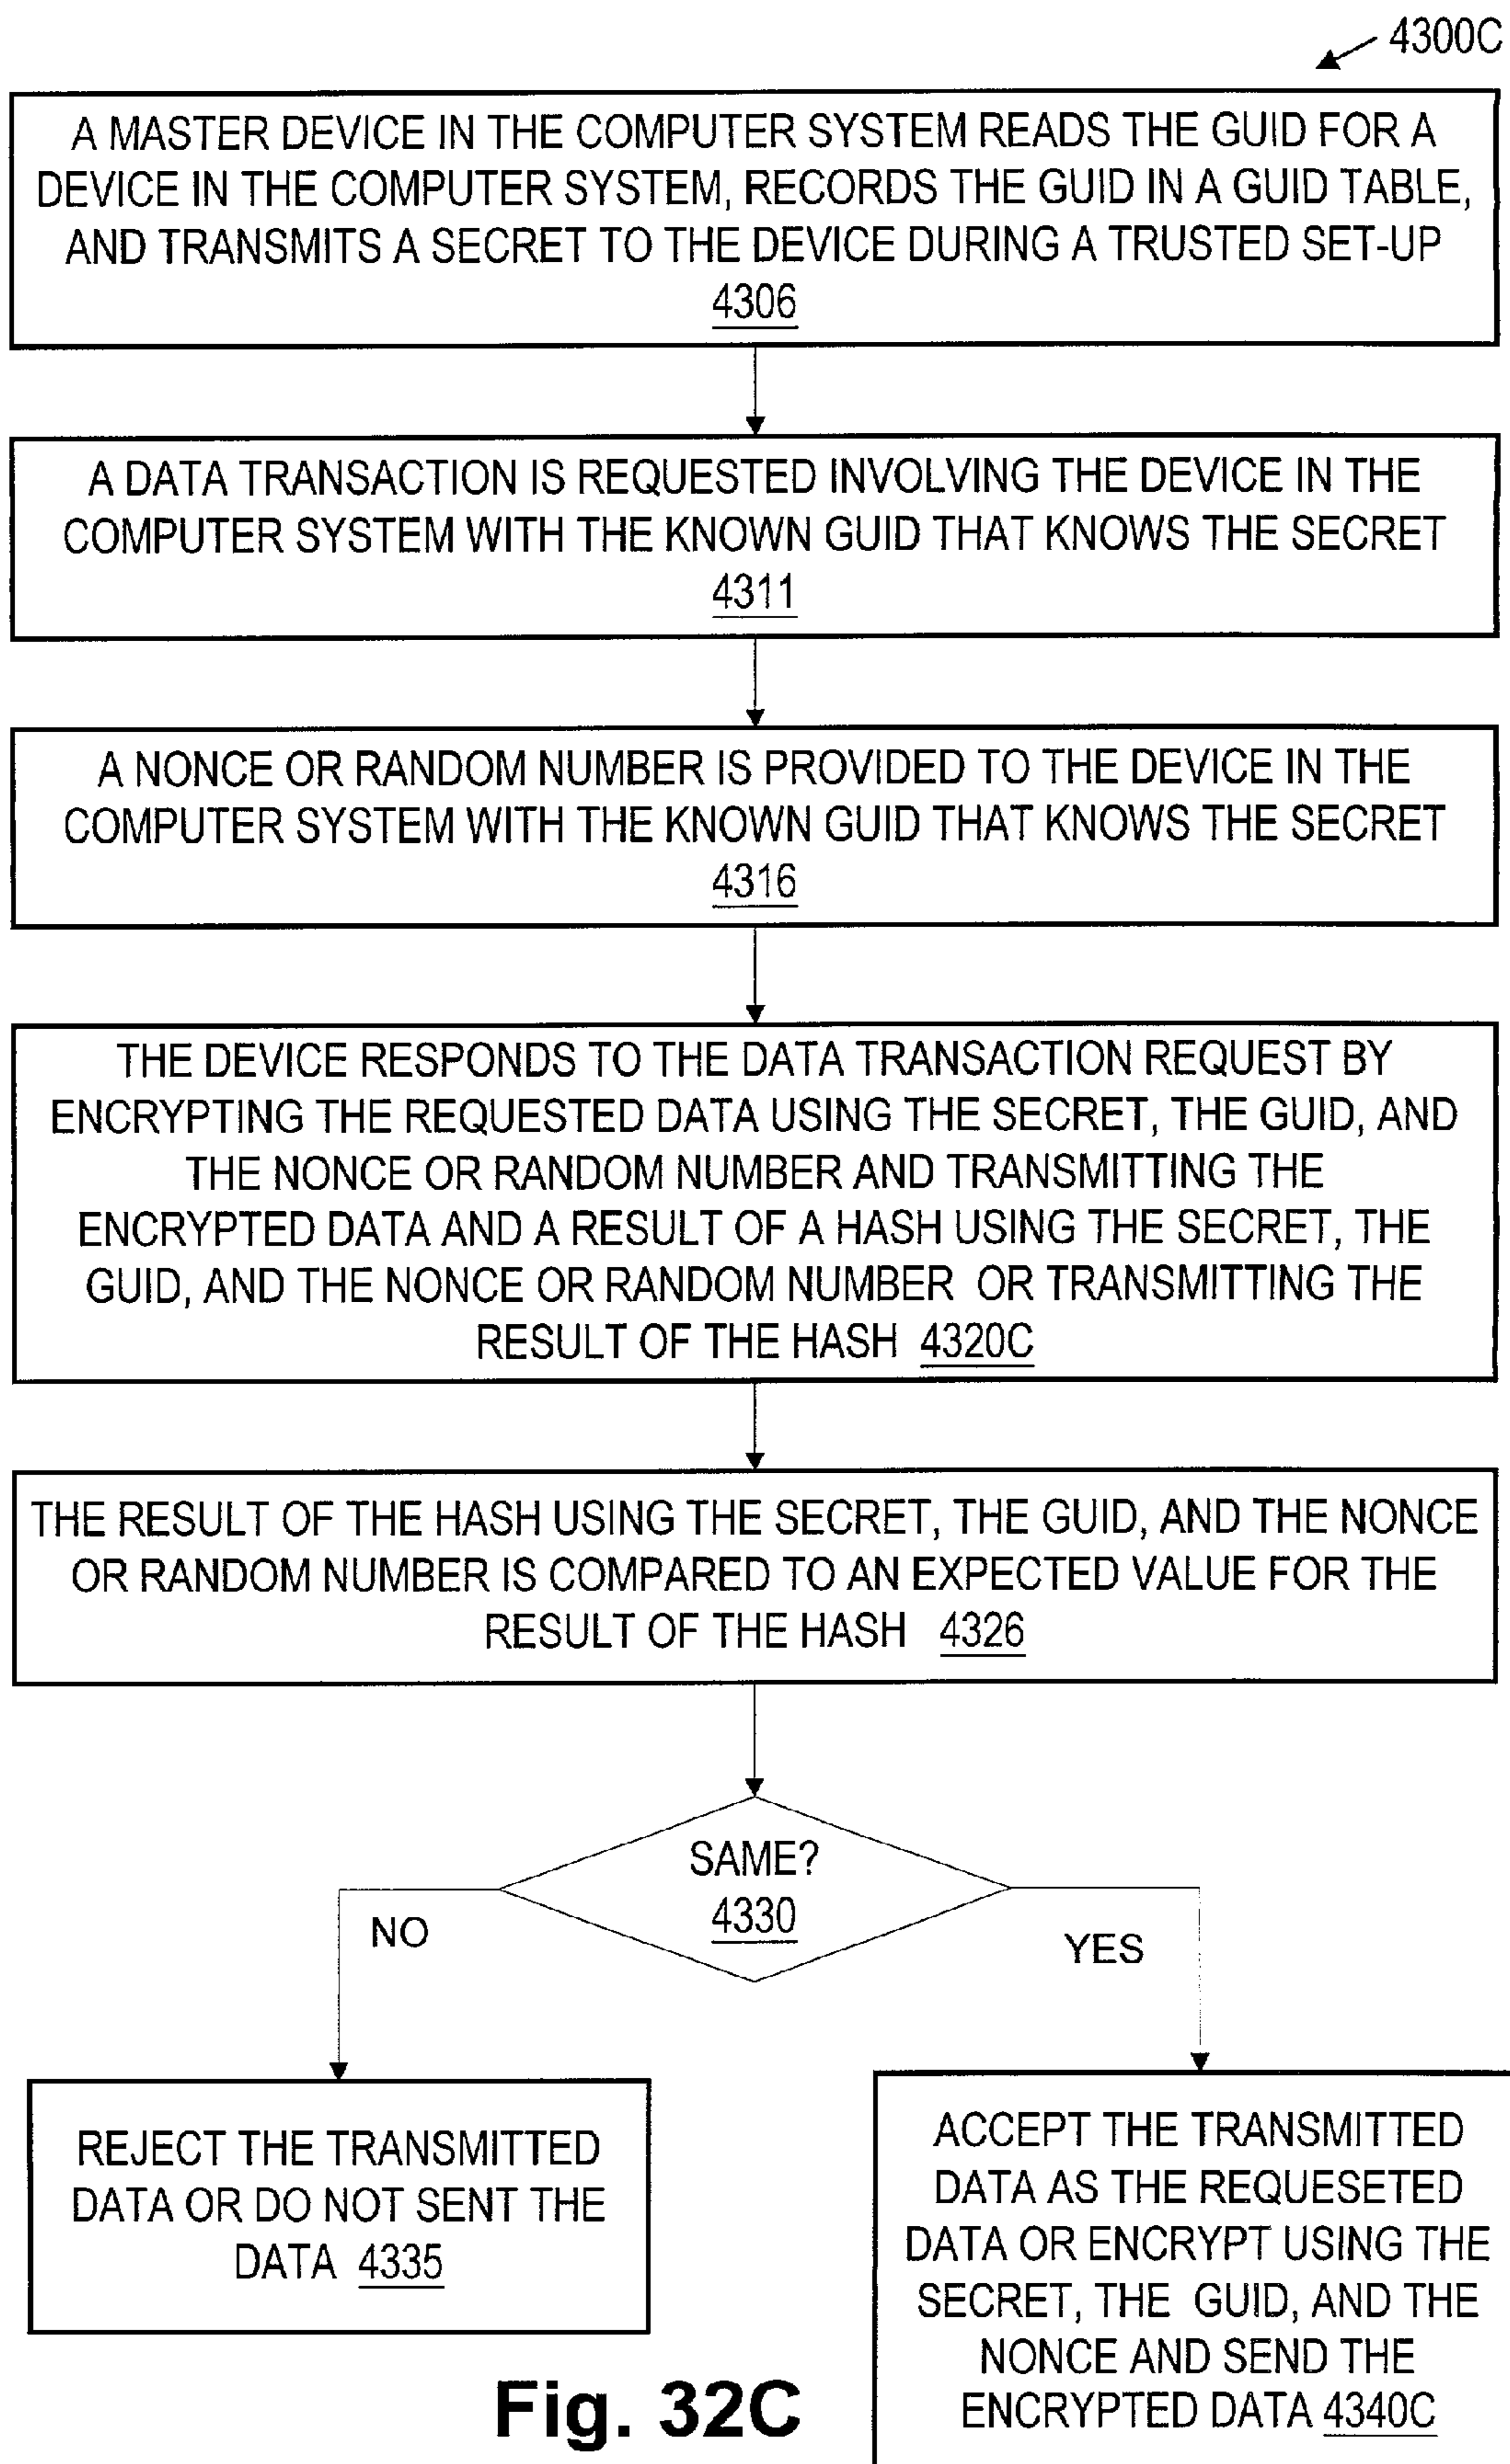 4300C
A MASTER DEVICE IN THE COMPUTER SYSTEM READS THE GUID FOR A
DEVICE IN THE COMPUTER SYSTEM, RECORDS THE GUID IN A GUID TABLE,
AND TRANSMITS A SECRET TO THE DEVICE DURING A TRUSTED SET-UP
4306
A DATA TRANSACTION IS REQUESTED INVOLVING THE DEVICE IN THE
COMPUTER SYSTEM WITH THE KNOWN GUID THAT KNOWS THE SECRET
4311
A NONCE OR RANDOM NUMBER IS PROVIDED TO THE DEVICE IN THE
COMPUTER SYSTEM WITH THE KNOWN GUID THAT KNOWS THE SECRET
4316
THE DEVICE RESPONDS TO THE DATA TRANSACTION REQUEST BY
ENCRYPTING THE REQUESTED DATA USING THE SECRET, THE GUID, AND
THE NONCE OR RANDOM NUMBER AND TRANSMITTING THE
ENCRYPTED DATA AND A RESULT OF A HASH USING THE SECRET, THE
GUID, AND THE NONCE OR RANDOM NUMBER OR TRANSMITTING THE
RESULT OF THE HASH 4320C
THE RESULT OF THE HASH USING THE SECRET, THE GUID, AND THE NONCE
OR RANDOM NUMBER IS COMPARED TO AN EXPECTED VALUE FOR THE
RESULT OF THE HASH 4326
SAME?
4330
NO
YES
REJECT THE TRANSMITTED
DATA OR DO NOT SENT THE
DATA 4335
ACCEPT THE TRANSMITTED
DATA AS THE REQUESETED
DATA OR ENCRYPT USING THE
SECRET, THE GUID, AND THE
NONCE AND SEND THE
ENCRYPTED DATA 4340C
Fig. 32C